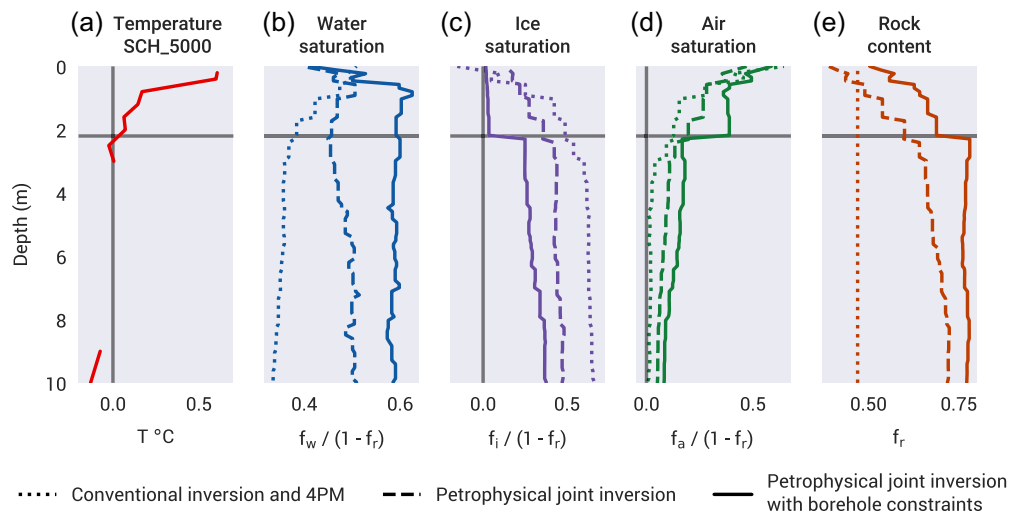 (a) Temperature
SCH_5000
(b) Water
saturation
(c) Ice
saturation
(d) Air
saturation
(e) Rock
content
Depth (m)
0
2
4
6
8
10
0.0 0.5
T °C
0.4 0.6
f_w / (1 - f_r)
0.0 0.5
f_i / (1 - f_r)
0.0 0.5
f_a / (1 - f_r)
0.50 0.75
f_r
Conventional inversion and 4PM
Petrophysical joint inversion
Petrophysical joint inversion
with borehole constraints